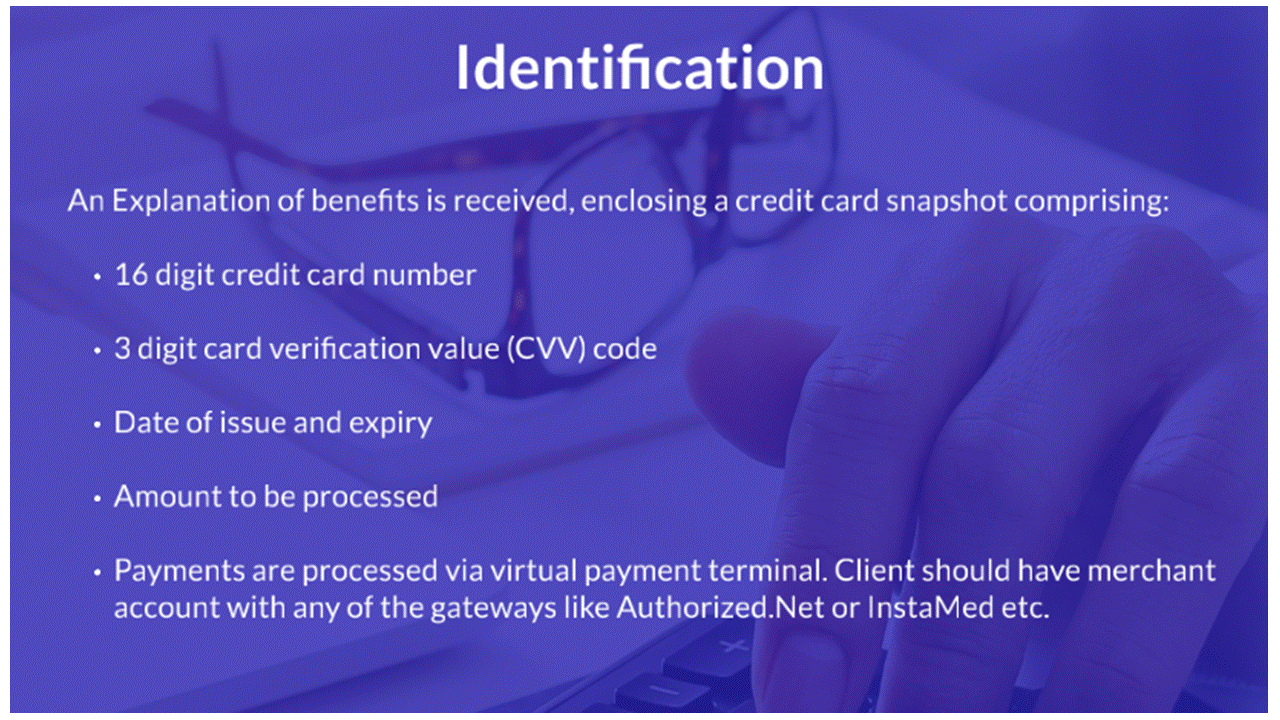 Identification
An Explanation of benefits is received, enclosing a credit card snapshot comprising:
• 16 digit credit card number
• 3 digit card verification value (CVV) code
• Date of issue and expiry
• Amount to be processed
• Payments are processed via virtual payment terminal. Client should have merchant
account with any of the gateways like Authorized.Net or InstaMed etc.